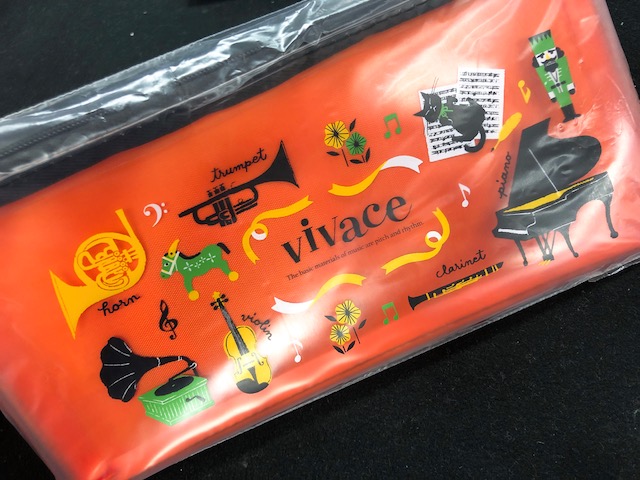 trumpet
piano
vivace
The basic materials of music are pitch and rhythm.
horn
violin
clarinet